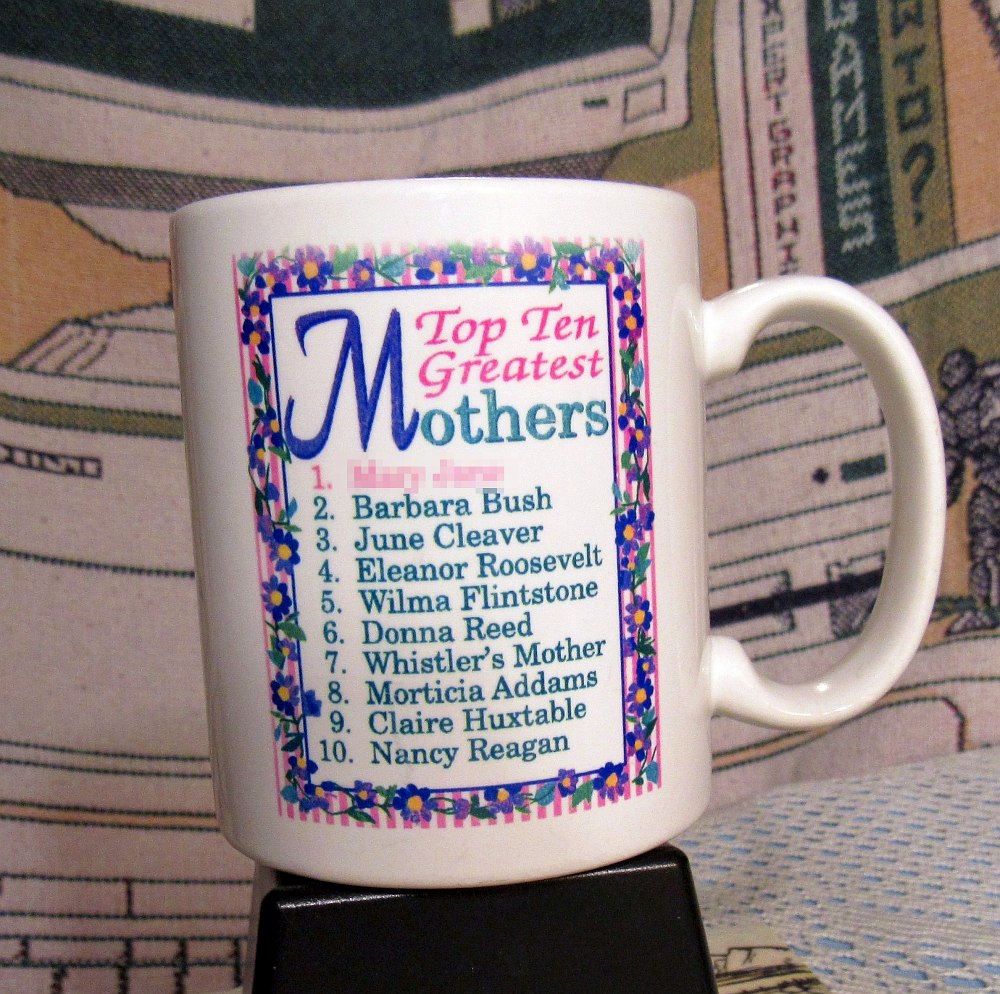 Top Ten
Greatest
Mothers
1.
2. Barbara Bush
3. June Cleaver
4. Eleanor Roosevelt
5. Wilma Flintstone
6. Donna Reed
7. Whistler's Mother
8. Morticia Addams
9. Claire Huxtable
10. Nancy Reagan